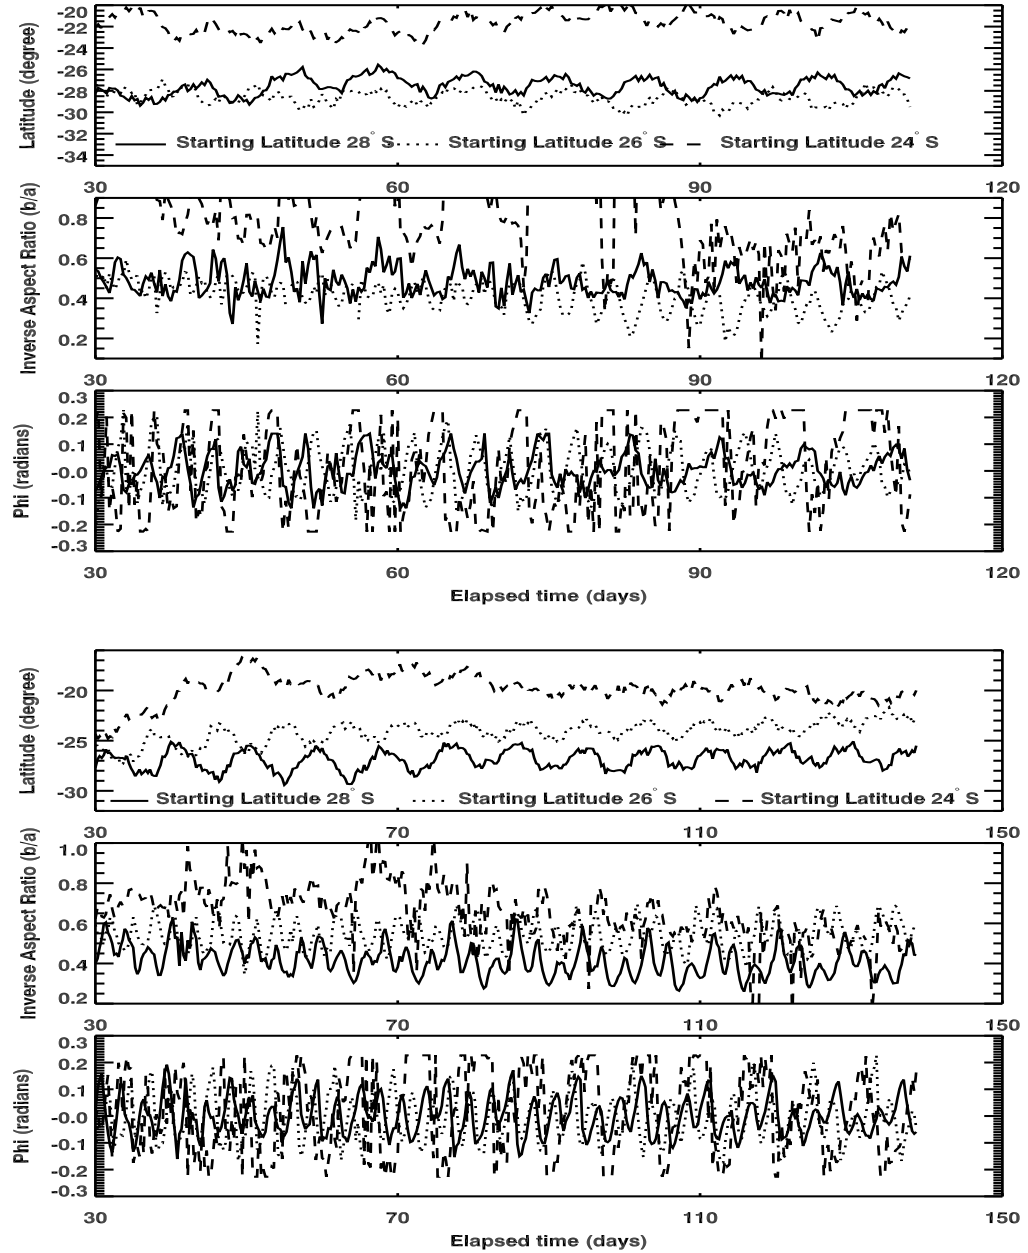 -20
-22
-24
-26
-28
-30
-32
-34
Latitude (degree)
Starting Latitude 28° S
Starting Latitude 26° S
Starting Latitude 24° S
30 60 90 120
0.8
0.6
0.4
0.2
Inverse Aspect Ratio (b/a)
30 60 90 120
0.3
0.2
0.1
-0.0
-0.1
-0.2
-0.3
Phi (radians)
30 60 90 120
Elapsed time (days)
-20
-25
-30
Latitude (degree)
Starting Latitude 28° S
Starting Latitude 26° S
Starting Latitude 24° S
30 70 110 150
1.0
0.8
0.6
0.4
0.2
Inverse Aspect Ratio (b/a)
30 70 110 150
0.3
0.2
0.1
-0.0
-0.1
-0.2
-0.3
Phi (radians)
30 70 110 150
Elapsed time (days)